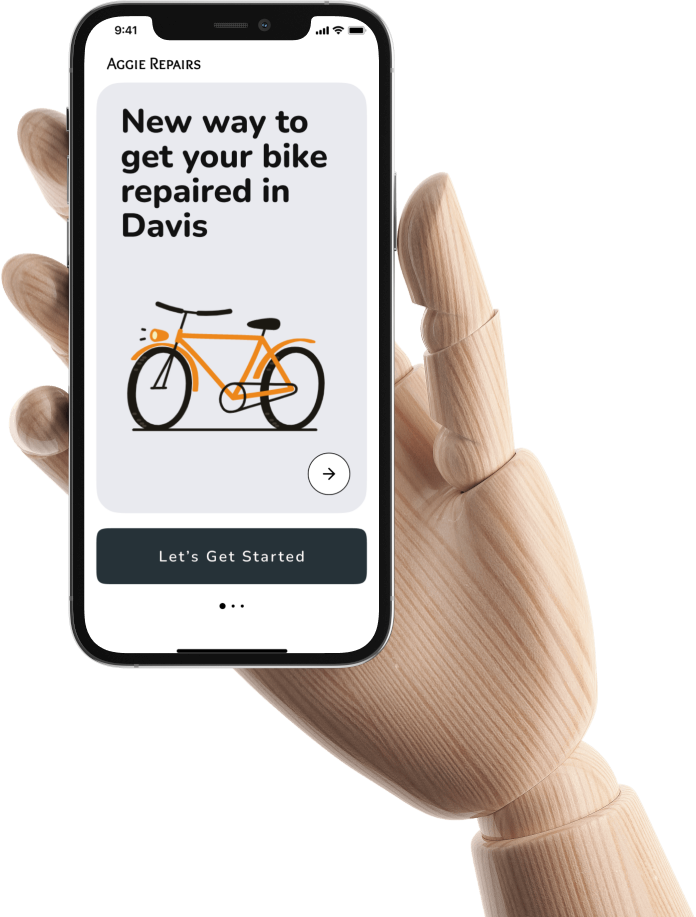 9:41
Aggie Repairs
New way to
get your bike
repaired in
Davis
Let's Get Started